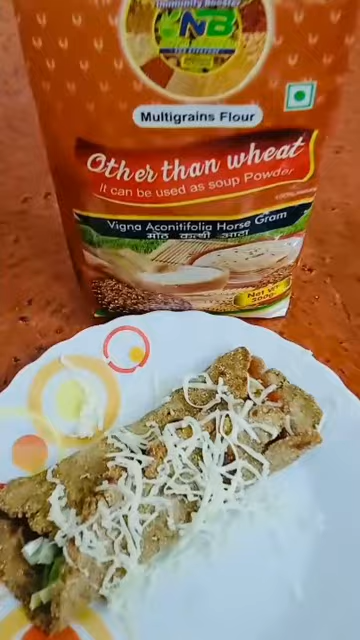 Immunity Booster
NB
Multigrains Flour
Other than wheat
It can be used as soup Powder
Vigna Aconitifolia Horse Gram
मोठ कुल्थी आटा
Net Wt.
500g